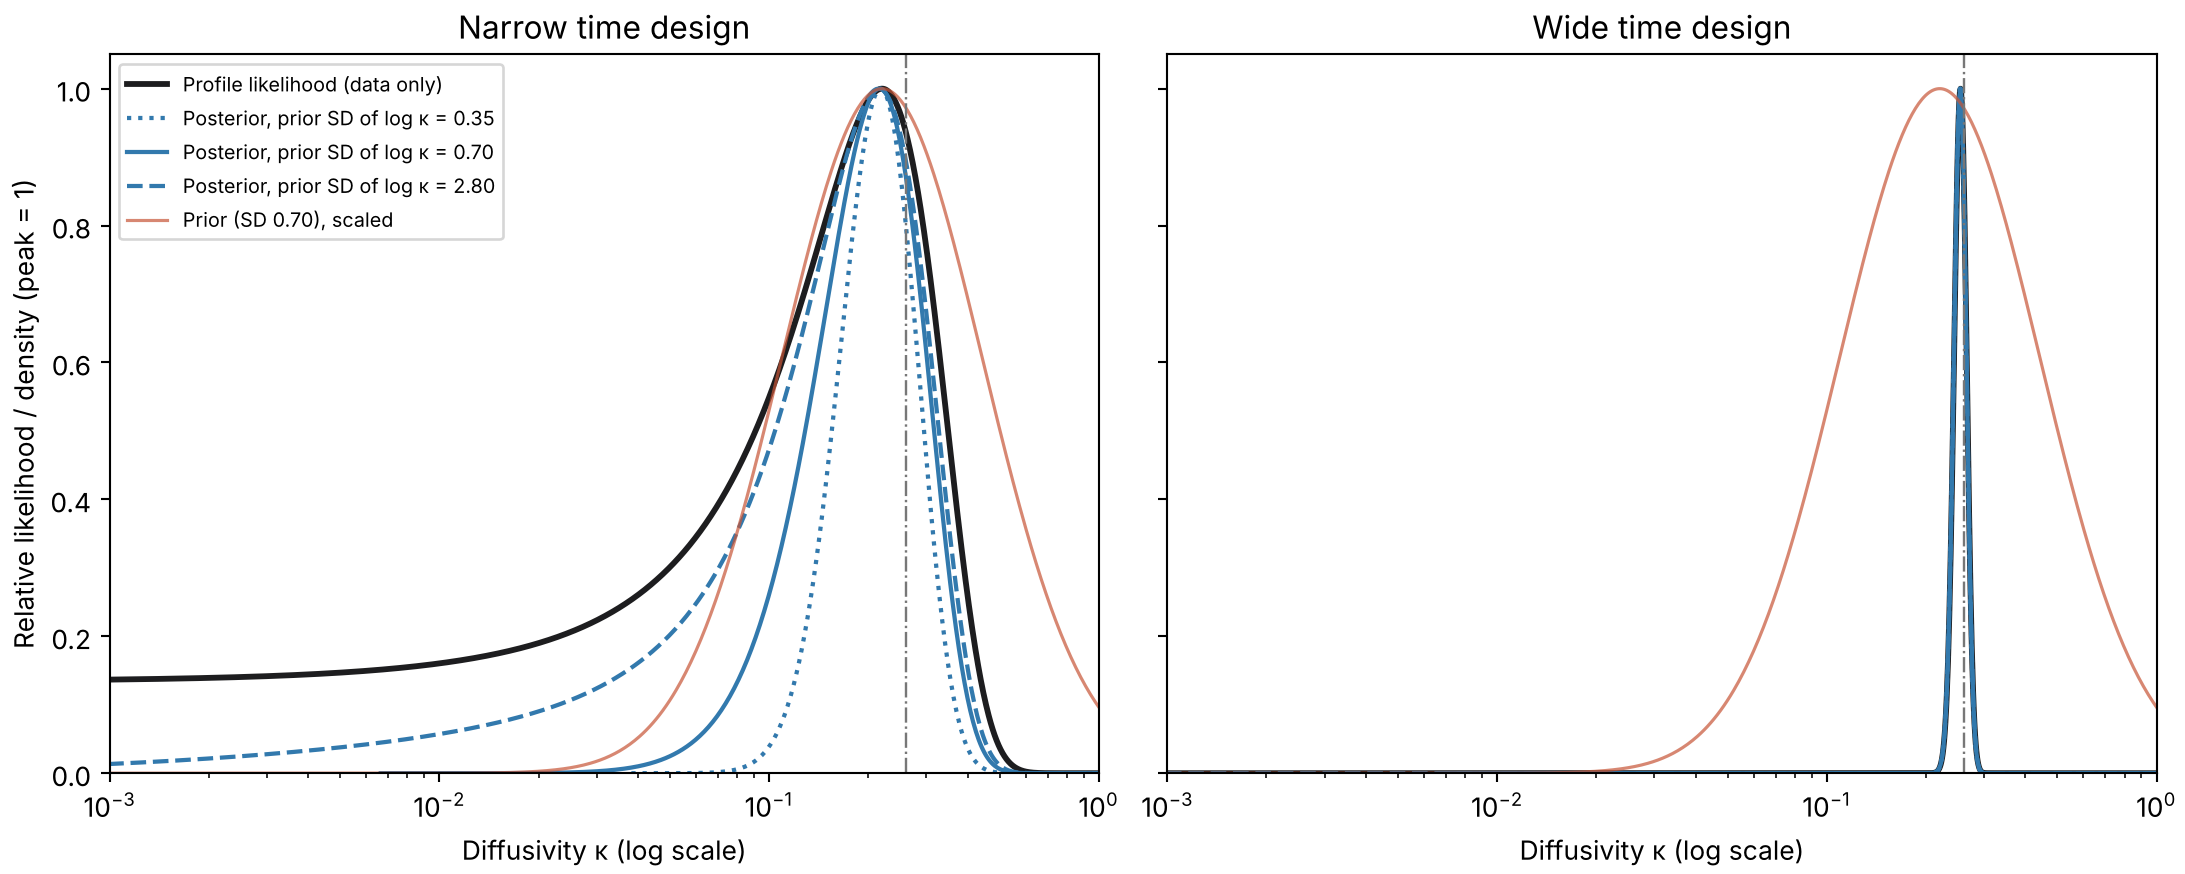 Narrow time design
Relative likelihood / density (peak = 1)
1.0
0.8
0.6
0.4
0.2
0.0
Profile likelihood (data only)
Posterior, prior SD of log κ = 0.35
Posterior, prior SD of log κ = 0.70
Posterior, prior SD of log κ = 2.80
Prior (SD 0.70), scaled
10⁻³ 10⁻² 10⁻¹ 10⁰
Diffusivity κ (log scale)
Wide time design
10⁻³ 10⁻² 10⁻¹ 10⁰
Diffusivity κ (log scale)